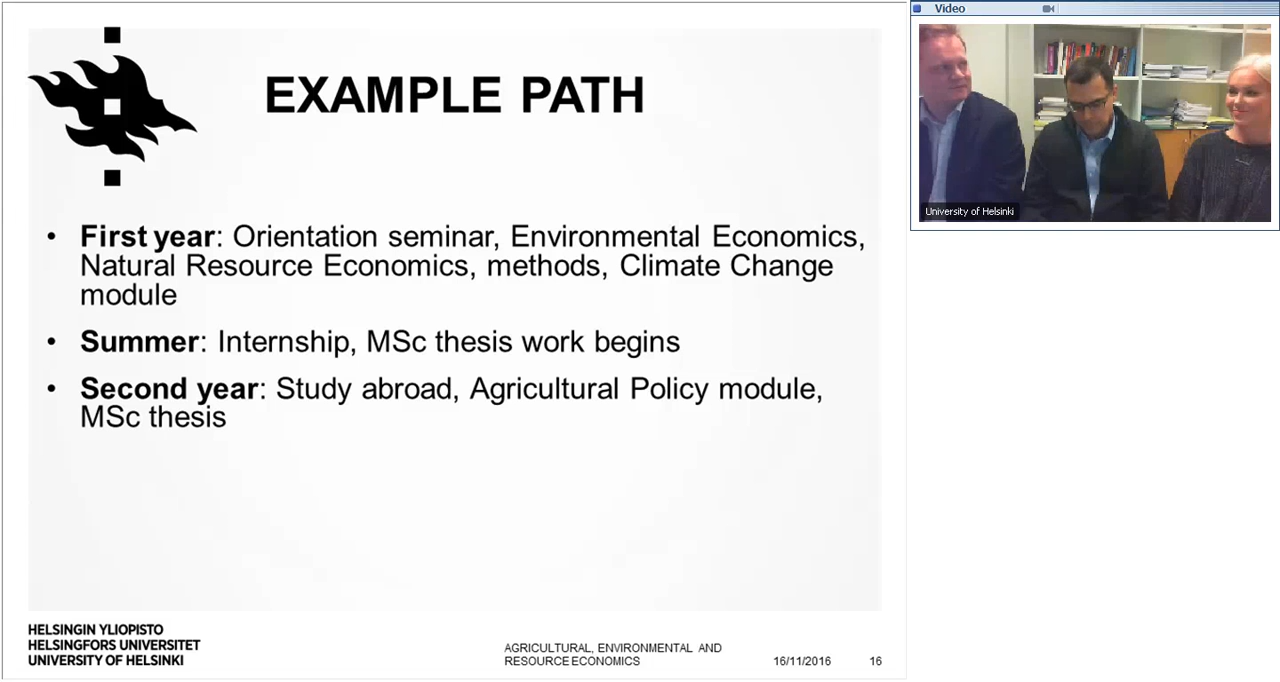 EXAMPLE PATH
• First year: Orientation seminar, Environmental Economics,
Natural Resource Economics, methods, Climate Change
module
• Summer: Internship, MSc thesis work begins
• Second year: Study abroad, Agricultural Policy module,
MSc thesis
HELSINGIN YLIOPISTO
HELSINGFORS UNIVERSITET
UNIVERSITY OF HELSINKI
AGRICULTURAL, ENVIRONMENTAL AND
RESOURCE ECONOMICS
16/11/2016
16
Video
University of Helsinki